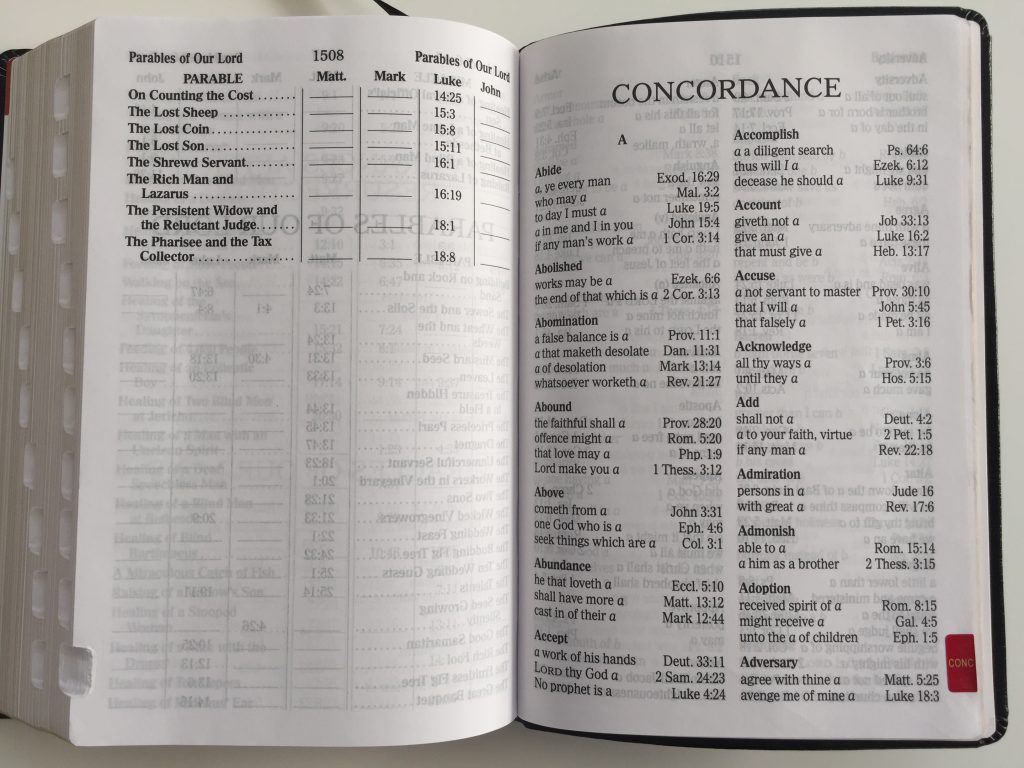 Parables of Our Lord 1508 Parables of Our Lord
PARABLE Matt. Mark Luke John
On Counting the Cost ....... 14:25
The Lost Sheep ............. 15:3
The Lost Coin .............. 15:8
The Lost Son ............... 15:11
The Shrewd Servant ......... 16:1
The Rich Man and
Lazarus .................... 16:19
The Persistent Widow and
the Reluctant Judge ........ 18:1
The Pharisee and the Tax
Collector .................. 18:8
CONCORDANCE
A
Abide
a, ye every man Exod. 16:29
who may a Mal. 3:2
to day I must a Luke 19:5
a in me and I in you John 15:4
if any man's work a 1 Cor. 3:14
Abolished
works may be a Ezek. 6:6
the end of that which is a 2 Cor. 3:13
Abomination
a false balance is a Prov. 11:1
a that maketh desolate Dan. 11:31
a of desolation Mark 13:14
whatsoever worketh a Rev. 21:27
Abound
the faithful shall a Prov. 28:20
offence might a Rom. 5:20
that love may a Php. 1:9
Lord make you a 1 Thess. 3:12
Above
cometh from a John 3:31
one God who is a Eph. 4:6
seek things which are a Col. 3:1
Abundance
he that loveth a Eccl. 5:10
shall have more a Matt. 13:12
cast in of their a Mark 12:44
Accept
a work of his hands Deut. 33:11
LORD thy God a 2 Sam. 24:23
No prophet is a Luke 4:24
Accomplish
a a diligent search Ps. 64:6
thus will I a Ezek. 6:12
decease he should a Luke 9:31
Account
giveth not a Job 33:13
give an a Luke 16:2
that must give a Heb. 13:17
Accuse
a not servant to master Prov. 30:10
that I will a John 5:45
that falsely a 1 Pet. 3:16
Acknowledge
all thy ways a Prov. 3:6
until they a Hos. 5:15
Add
shall not a Deut. 4:2
a to your faith, virtue 2 Pet. 1:5
if any man a Rev. 22:18
Admiration
persons in a Jude 16
with great a Rev. 17:6
Admonish
able to a Rom. 15:14
a him as a brother 2 Thess. 3:15
Adoption
received spirit of a Rom. 8:15
might receive a Gal. 4:5
unto the a of children Eph. 1:5
Adversary
agree with thine a Matt. 5:25
avenge me of mine a Luke 18:3
CONC